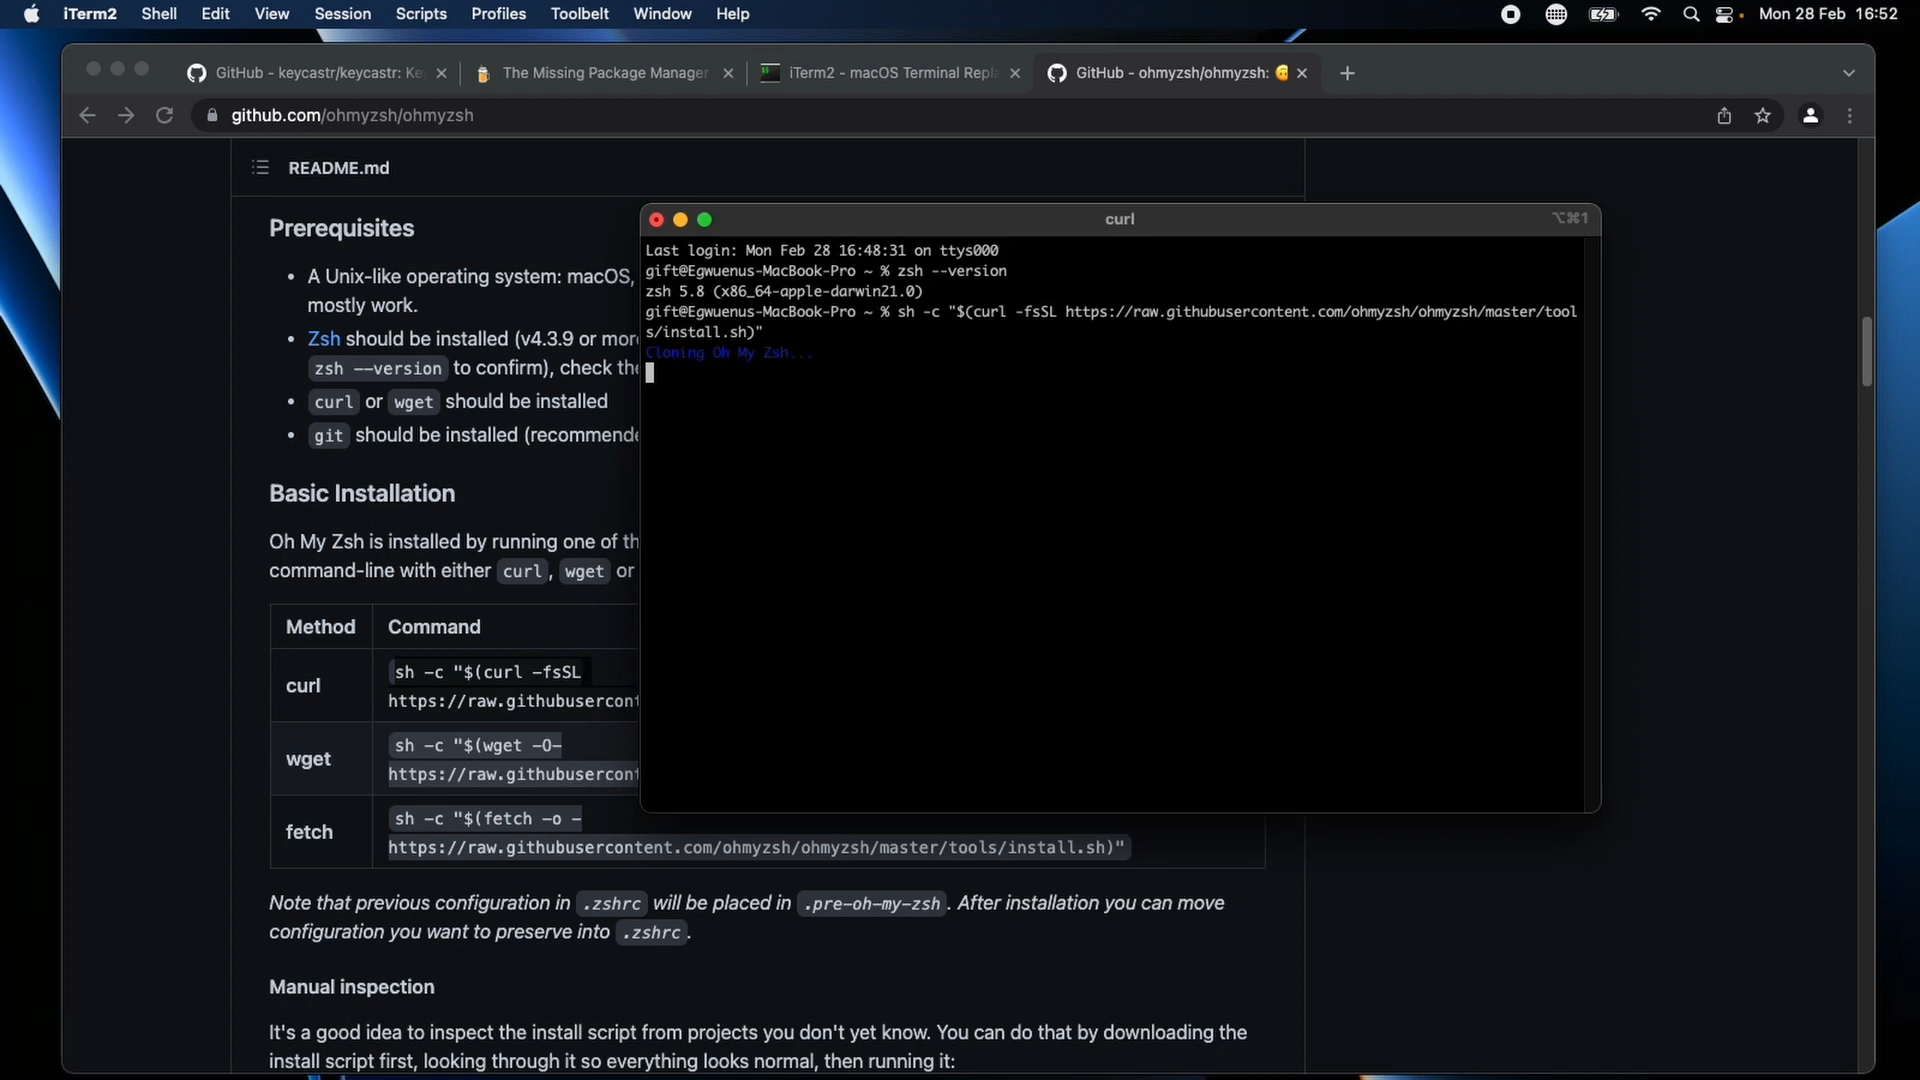 iTerm2 Shell Edit View Session Scripts Profiles Toolbelt Window Help Mon 28 Feb 16:52
GitHub - keycastr/keycastr: Ke The Missing Package Manager iTerm2 - macOS Terminal Repla GitHub - ohmyzsh/ohmyzsh: 🙃
github.com/ohmyzsh/ohmyzsh
README.md
Prerequisites
• A Unix-like operating system: macOS,
mostly work.
• Zsh should be installed (v4.3.9 or more
zsh --version to confirm), check the
• curl or wget should be installed
• git should be installed (recommende
Basic Installation
Oh My Zsh is installed by running one of th
command-line with either curl, wget or
Method Command
curl
sh -c "$(curl -fsSL
https://raw.githubusercont
wget
sh -c "$(wget -O-
https://raw.githubusercont
fetch
sh -c "$(fetch -o -
https://raw.githubusercontent.com/ohmyzsh/ohmyzsh/master/tools/install.sh)"
Note that previous configuration in .zshrc will be placed in .pre-oh-my-zsh. After installation you can move
configuration you want to preserve into .zshrc.
Manual inspection
It's a good idea to inspect the install script from projects you don't yet know. You can do that by downloading the
install script first, looking through it so everything looks normal, then running it:
curl ⌥⌘1
Last login: Mon Feb 28 16:48:31 on ttys000
gift@Egwuenus-MacBook-Pro ~ % zsh --version
zsh 5.8 (x86_64-apple-darwin21.0)
gift@Egwuenus-MacBook-Pro ~ % sh -c "$(curl -fsSL https://raw.githubusercontent.com/ohmyzsh/ohmyzsh/master/tool
s/install.sh)"
Cloning Oh My Zsh...